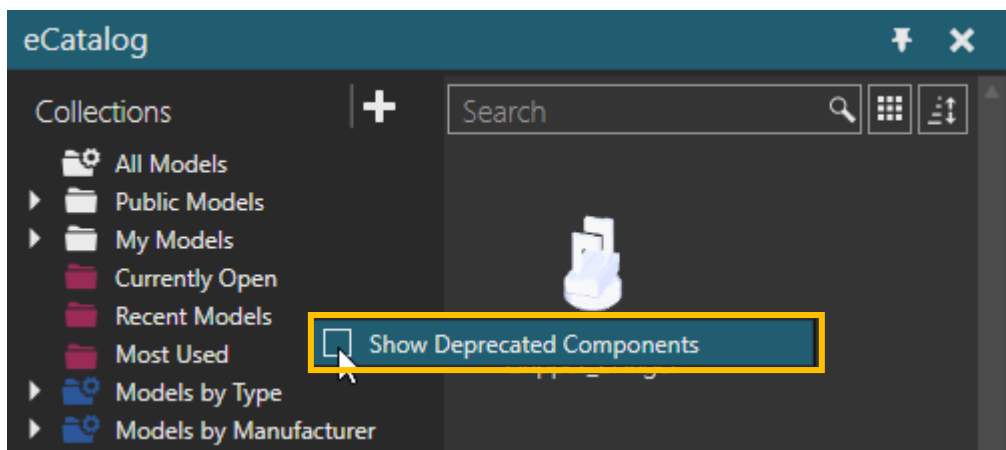 eCatalog
Collections
Search
All Models
Public Models
My Models
Currently Open
Recent Models
Show Deprecated Components
Most Used
Models by Type
Models by Manufacturer